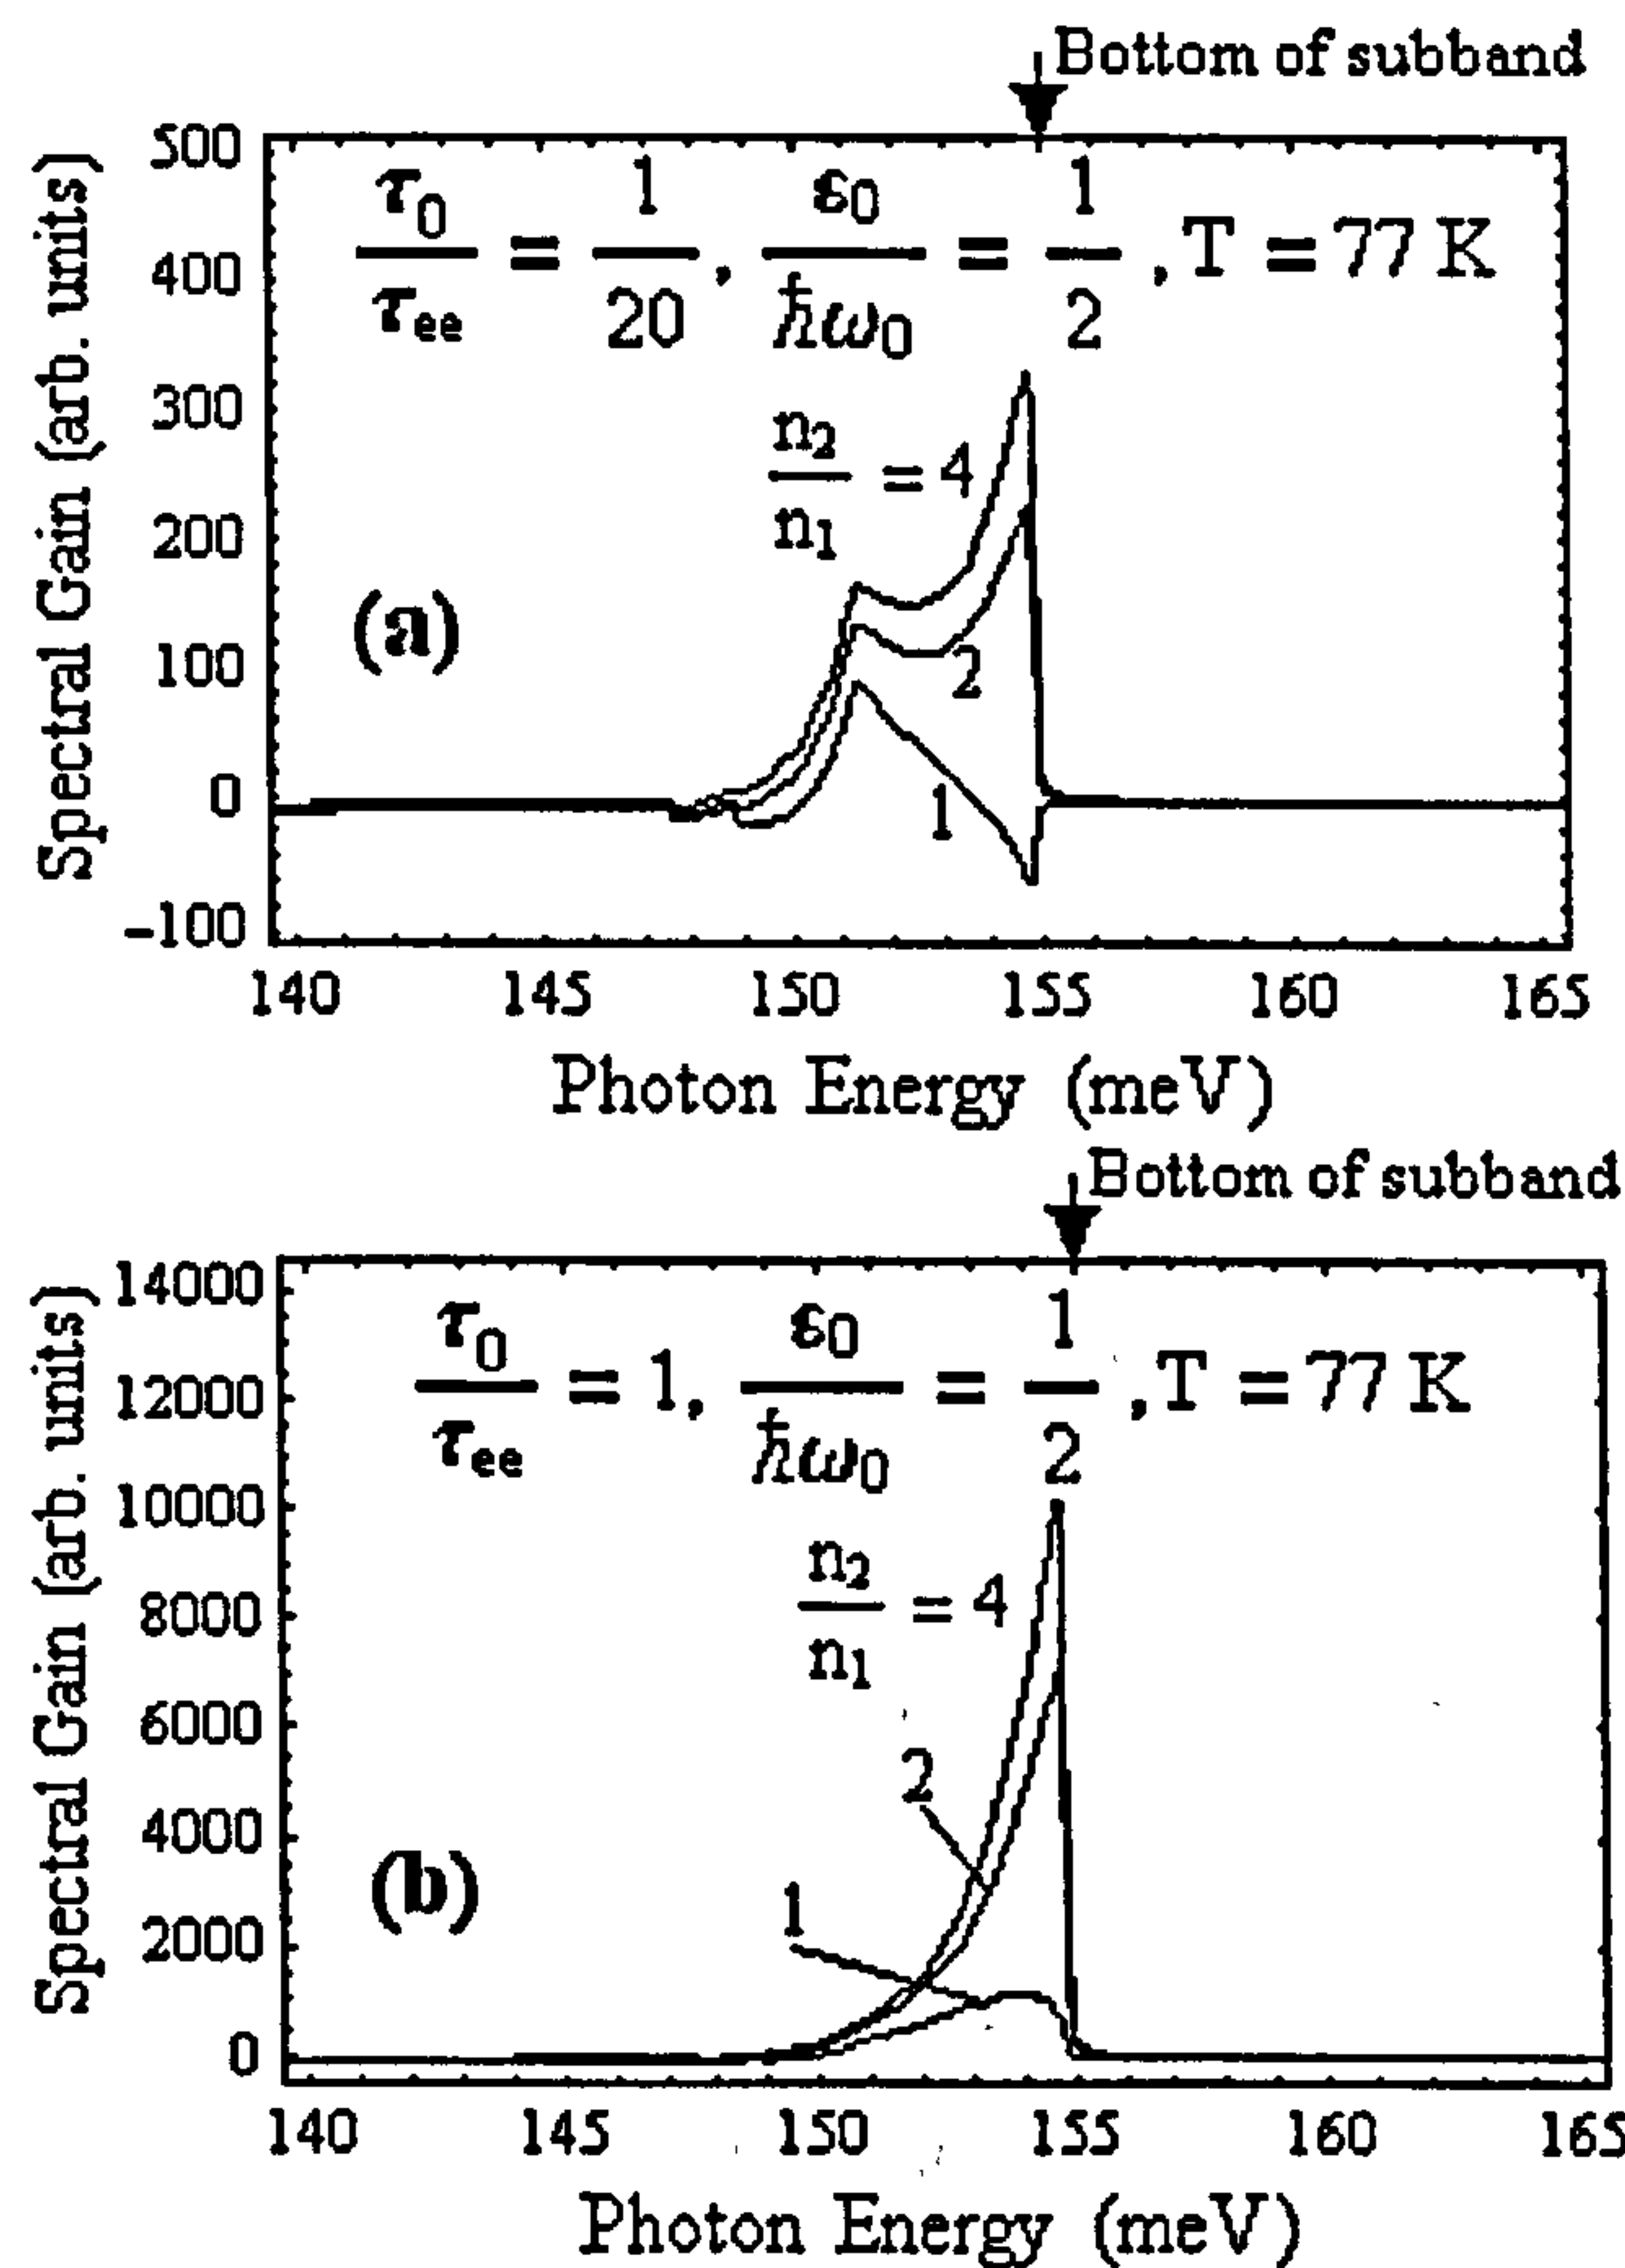 Bottom of subband
500
400
300
200
100
0
-100
Spectral Gain (arb. units)
τ0/τee = 1/20, ε0/ħω0 = 1/2, T = 77 K
n2/n1 = 4
2
1
(a)
140 145 150 155 160 165
Photon Energy (meV)
Bottom of subband
14000
12000
10000
8000
6000
4000
2000
0
Spectral Gain (arb. units)
τ0/τee = 1, ε0/ħω0 = 1/2, T = 77 K
n2/n1 = 4
2
1
(b)
140 145 150 155 160 165
Photon Energy (meV)